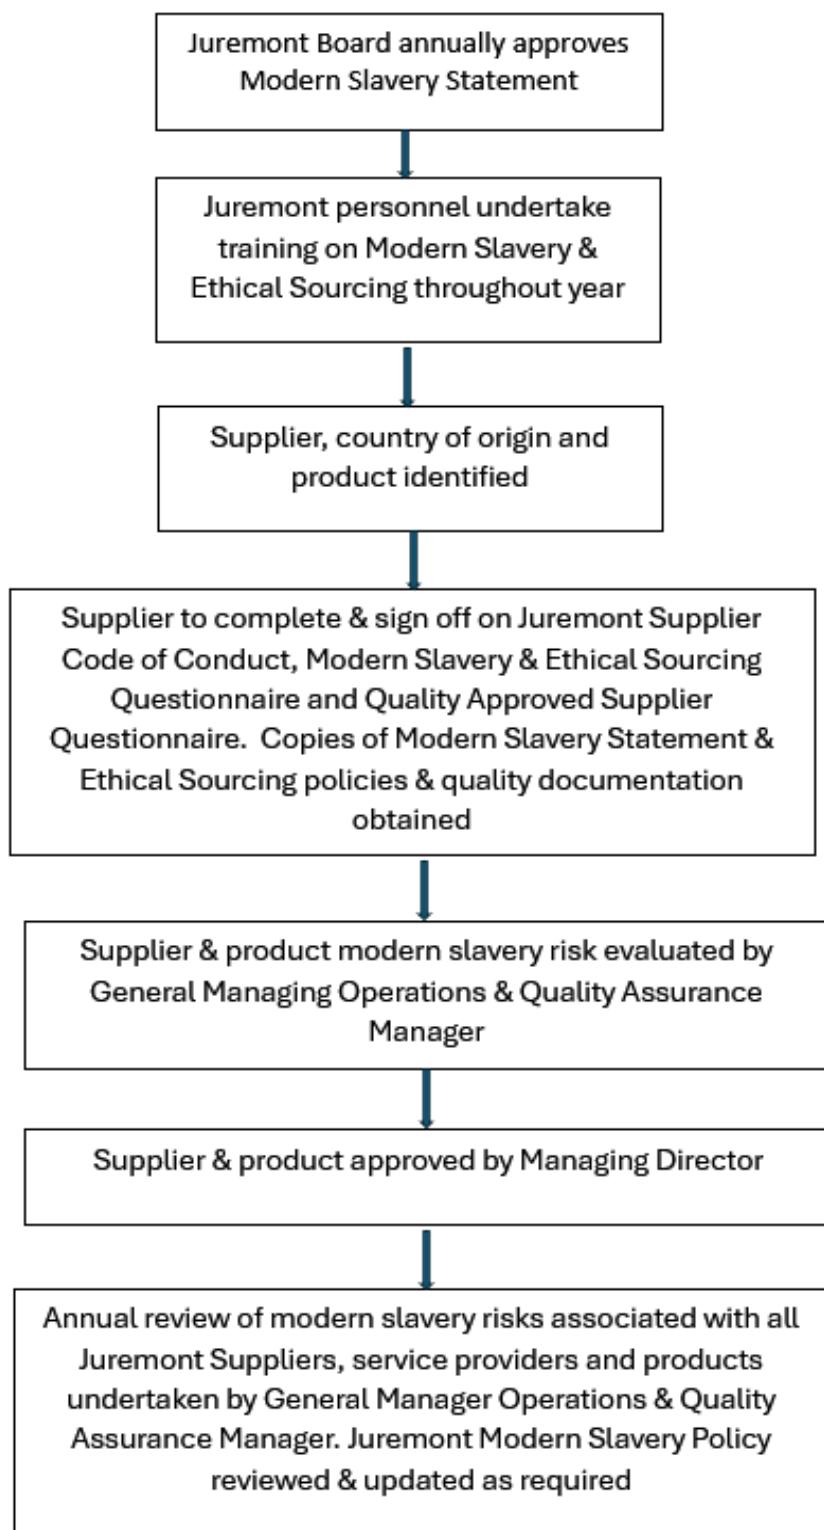 Juremont Board annually approves
Modern Slavery Statement
Juremont personnel undertake
training on Modern Slavery &
Ethical Sourcing throughout year
Supplier, country of origin and
product identified
Supplier to complete & sign off on Juremont Supplier
Code of Conduct, Modern Slavery & Ethical Sourcing
Questionnaire and Quality Approved Supplier
Questionnaire.  Copies of Modern Slavery Statement &
Ethical Sourcing policies & quality documentation
obtained
Supplier & product modern slavery risk evaluated by
General Managing Operations & Quality Assurance
Manager
Supplier & product approved by Managing Director
Annual review of modern slavery risks associated with all
Juremont Suppliers, service providers and products
undertaken by General Manager Operations & Quality
Assurance Manager. Juremont Modern Slavery Policy
reviewed & updated as required